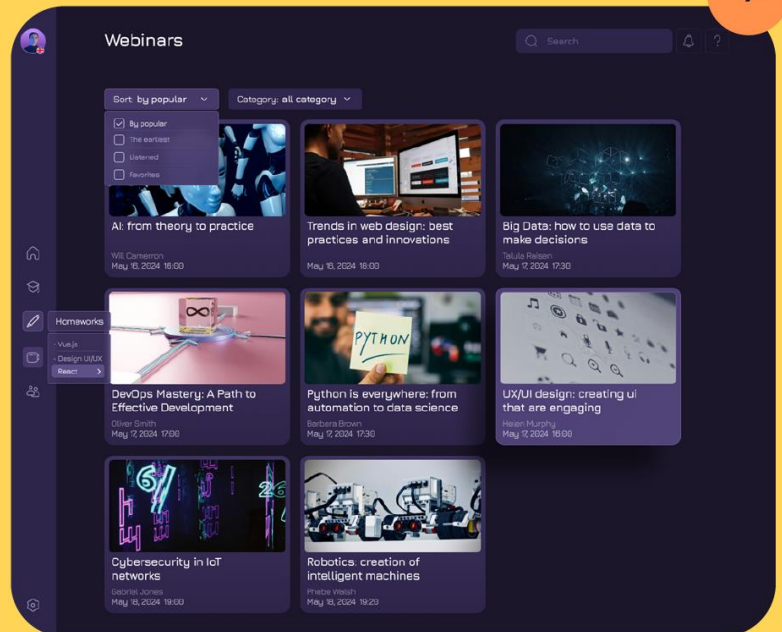 Webinars
Search
?
Sort: by popular
Category: all category
By popular
The earliest
Listened
Favorites
AI: from theory to practice
Will Camerron
May 16, 2024 16:00
Trends in web design: best
practices and innovations
May 16, 2024 18:00
Big Data: how to use data to
make decisions
Talula Raisen
May 17, 2024 17:30
Homeworks
- Vue.js
- Design UI/UX
React >
DevOps Mastery: A Path to
Effective Development
Oliver Smith
May 17, 2024 17:00
PYTHON
Python is everywhere: from
automation to data science
Barbara Brown
May 17, 2024 17:30
UX/UI design: creating ui
that are engaging
Helen Murphy
May 17, 2024 16:00
67
26
Cybersecurity in IoT
networks
Gabriel Jones
May 18, 2024 19:00
Robotics: creation of
intelligent machines
Phebe Walsh
May 18, 2024 19:20